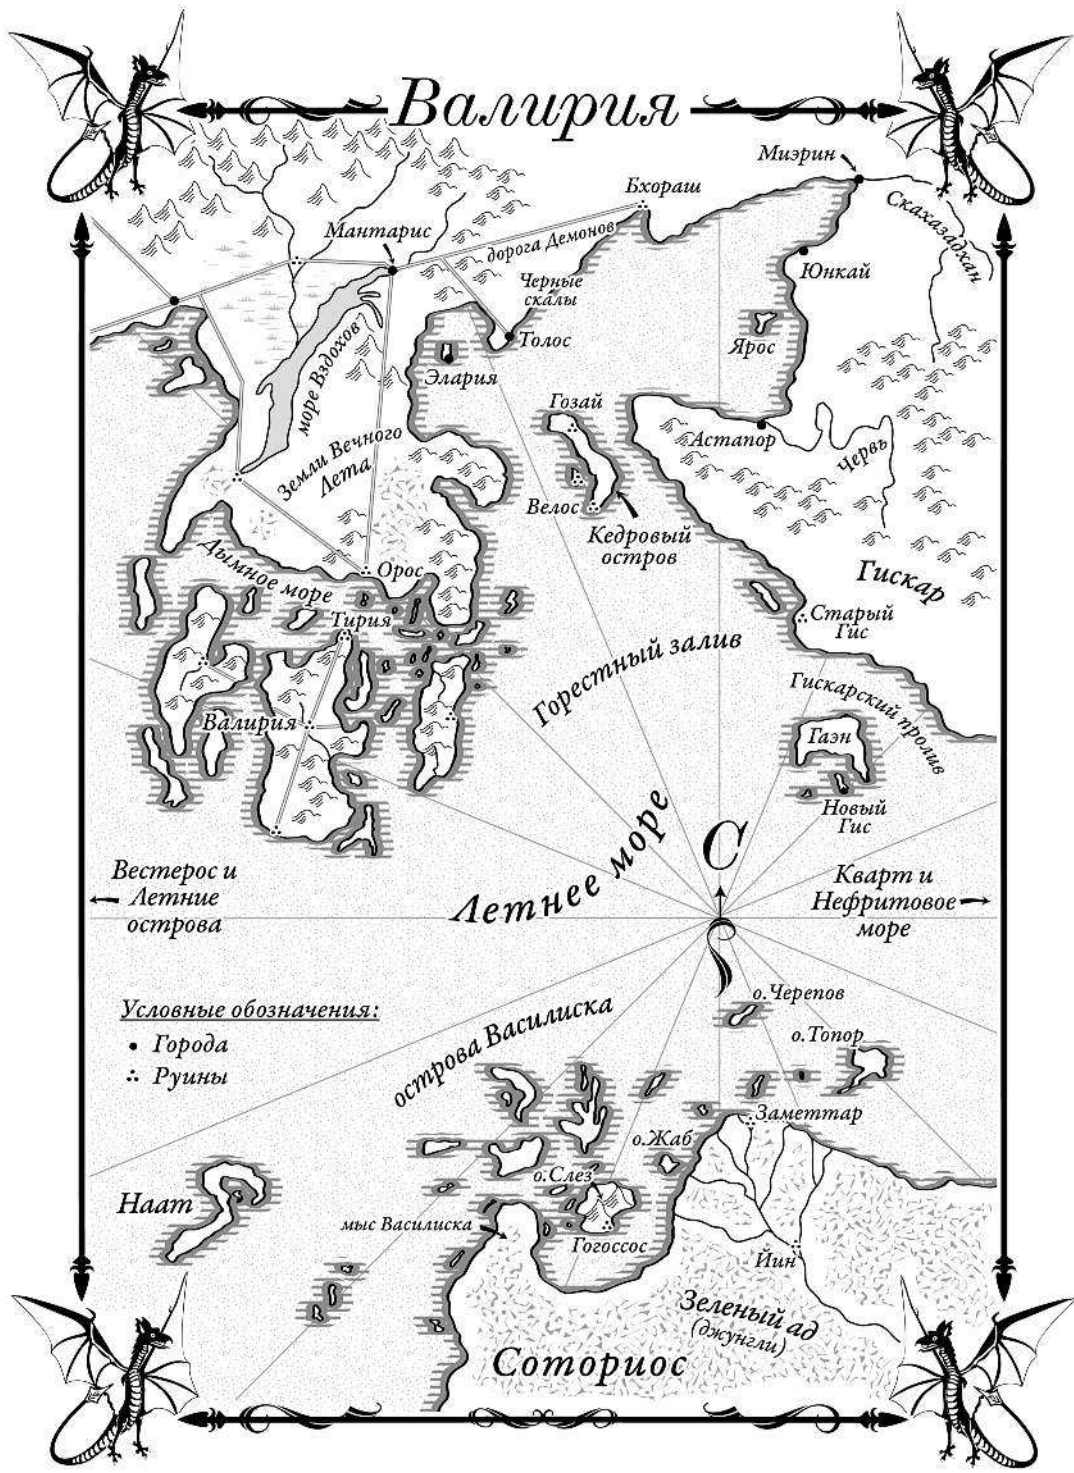 Валирия
Миэрин
Бхораш
Скахазадхан
Мантарис
дорога Демонов
Юнкай
Черные
скалы
Толос
Ярос
море Вздохов
Элария
Гозай
Астапор
Червь
Земли Вечного
Лета
Велос
Кедровый
остров
Гискар
Дымное море
Орос
Тирия
Старый
Гис
Горестный залив
Гискарский пролив
Валирия
Гаэн
Новый
Гис
Летнее море
С
Вестерос и
Летние
острова
Кварт и
Нефритовое
море
Условные обозначения:
Города
Руины
острова Василиска
о.Черепов
о.Топор
Заметтар
о.Жаб
о.Слез
Наат
мыс Василиска
Гогоссос
Йин
Зеленый ад
(джунгли)
Соториос